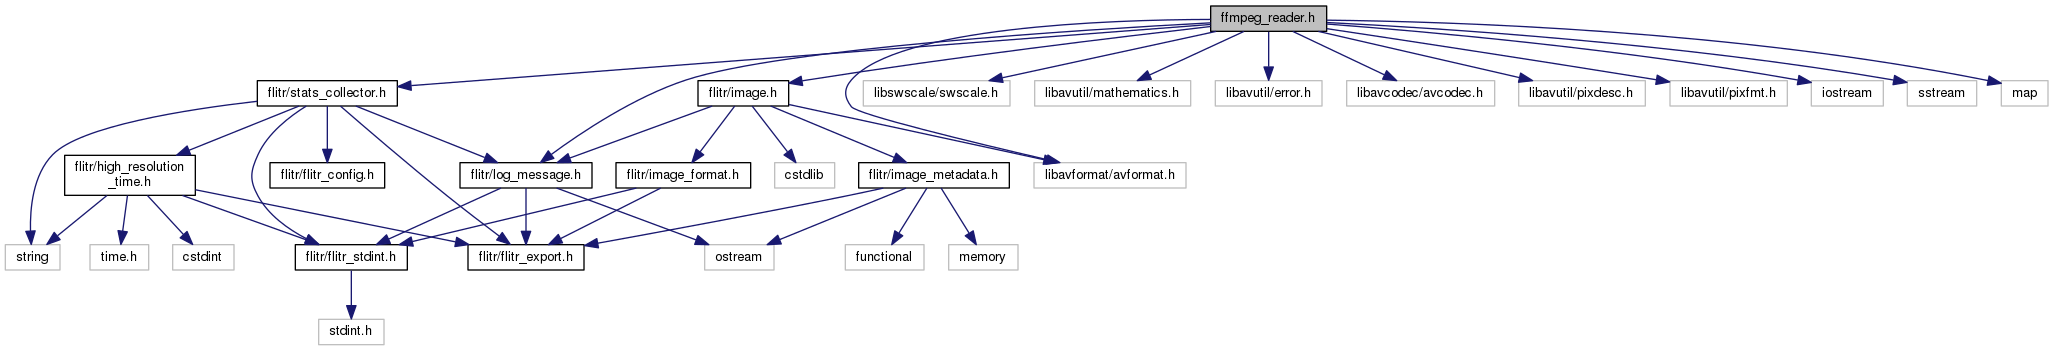 ffmpeg_reader.h
flitr/stats_collector.h
flitr/image.h
libswscale/swscale.h
libavutil/mathematics.h
libavutil/error.h
libavcodec/avcodec.h
libavutil/pixdesc.h
libavutil/pixfmt.h
iostream
sstream
map
flitr/high_resolution
_time.h
flitr/flitr_config.h
flitr/log_message.h
flitr/image_format.h
cstdlib
flitr/image_metadata.h
libavformat/avformat.h
string
time.h
cstdint
flitr/flitr_stdint.h
flitr/flitr_export.h
ostream
functional
memory
stdint.h